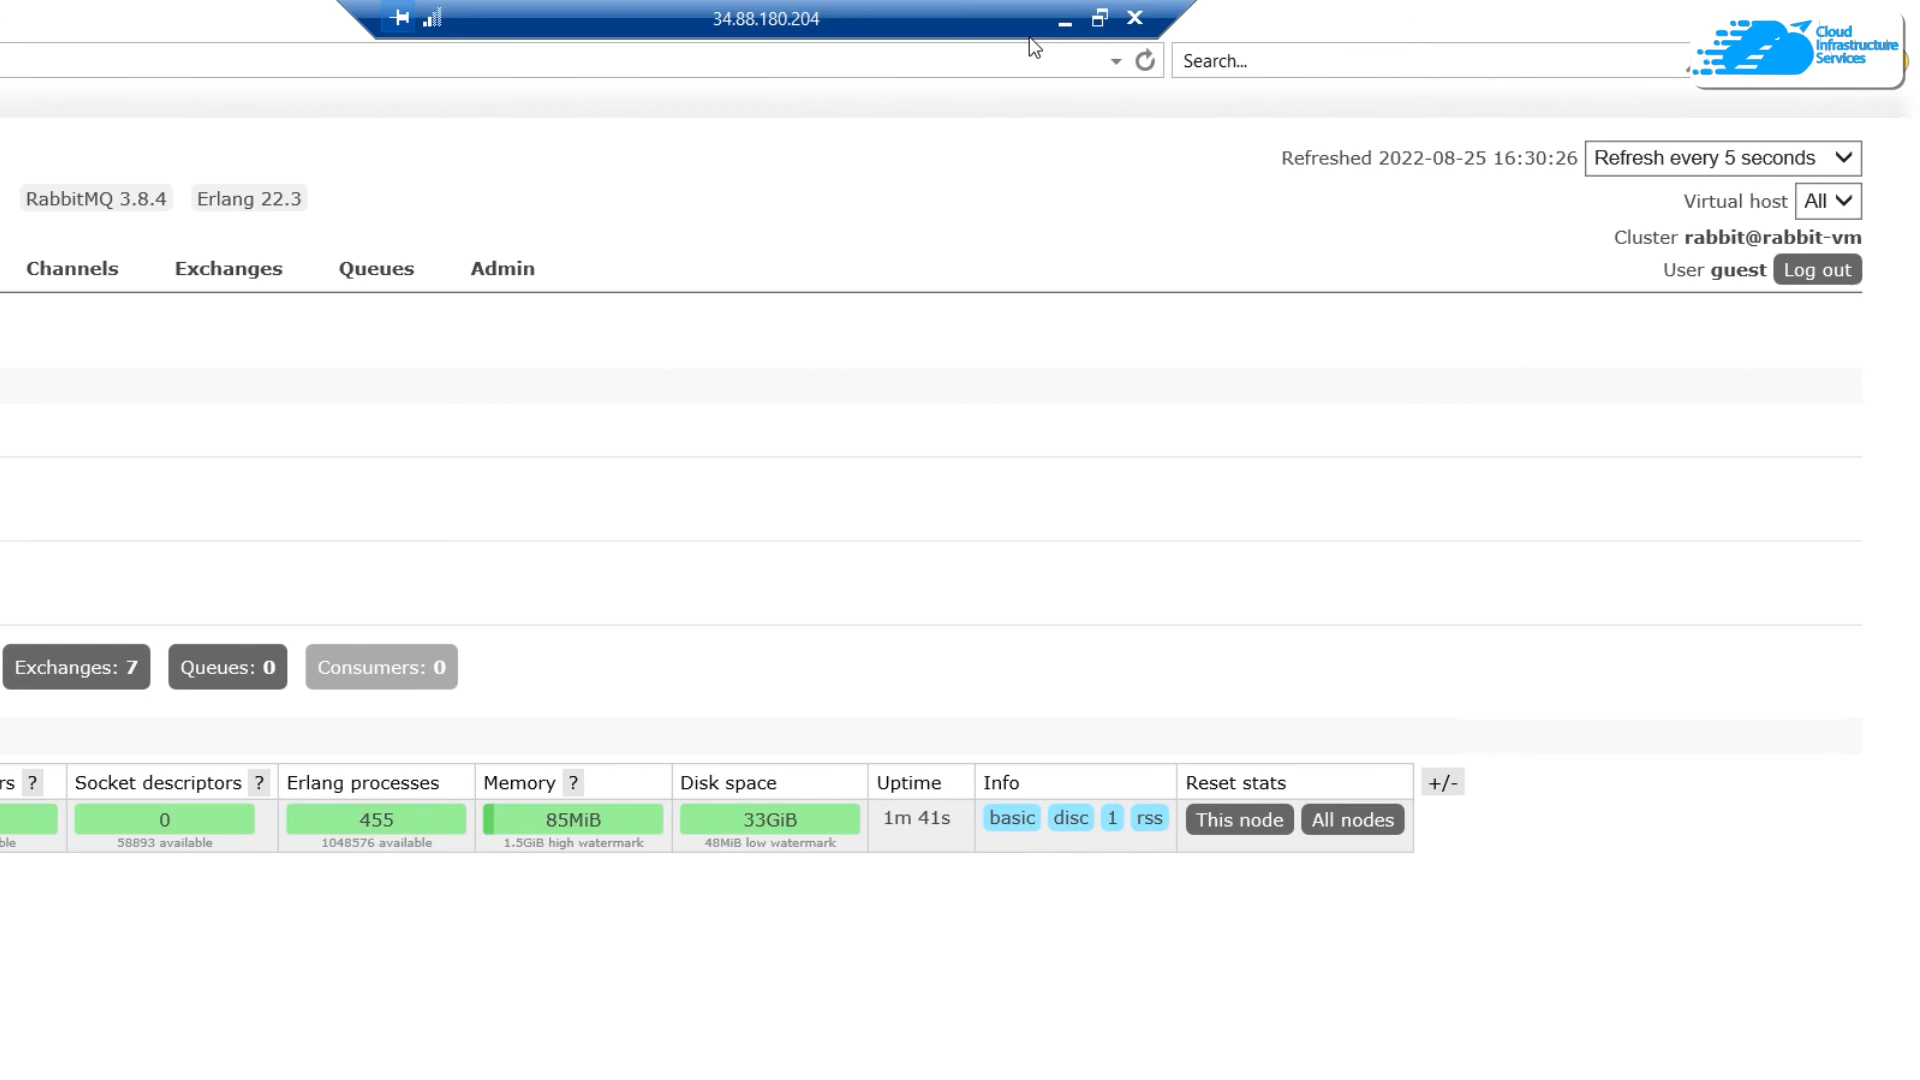 34.88.180.204
Cloud
Infrastructure
Services
Search...
Refreshed 2022-08-25 16:30:26 Refresh every 5 seconds
RabbitMQ 3.8.4 Erlang 22.3
Virtual host All
Cluster rabbit@rabbit-vm
Channels Exchanges Queues Admin
User guest Log out
Exchanges: 7 Queues: 0 Consumers: 0
rs ? Socket descriptors ? Erlang processes Memory ? Disk space Uptime Info Reset stats +/-
0 455 85MiB 33GiB 1m 41s basic disc 1 rss This node All nodes
ble 58893 available 1048576 available 1.5GiB high watermark 48MiB low watermark